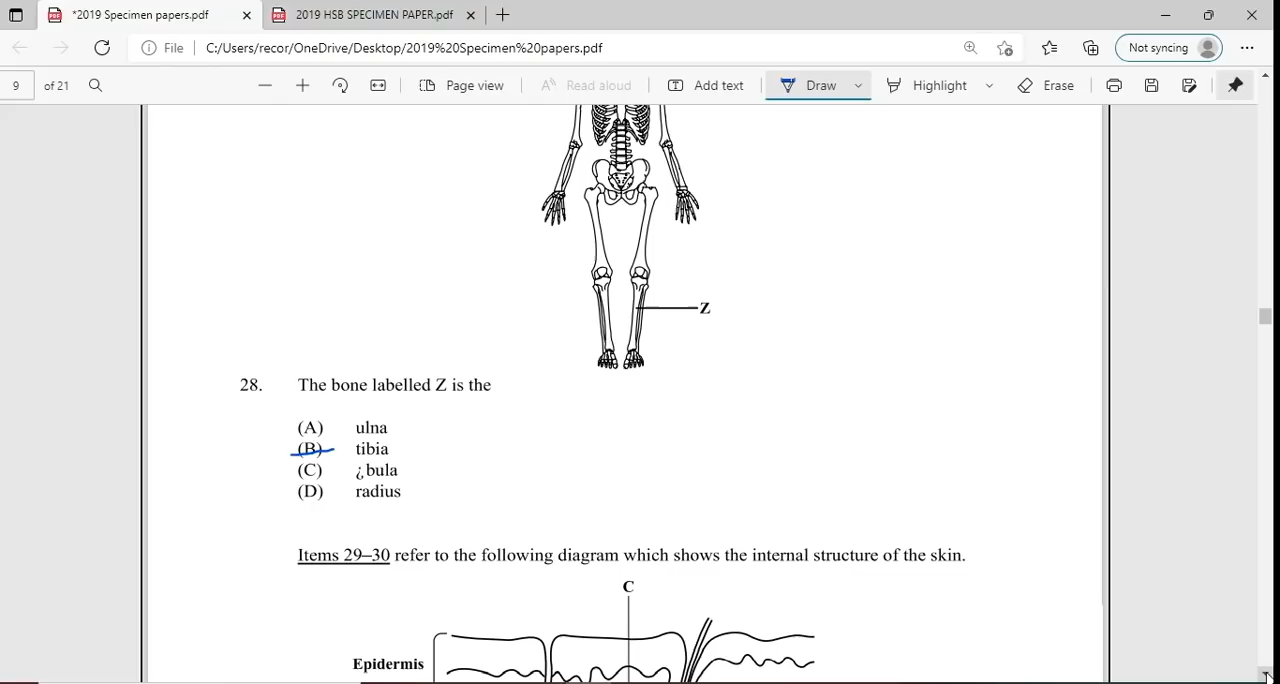 *2019 Specimen papers.pdf
2019 HSB SPECIMEN PAPER.pdf
File C:/Users/recor/OneDrive/Desktop/2019%20Specimen%20papers.pdf
Not syncing
9 of 21
Page view
Read aloud
Add text
Draw
Highlight
Erase
Z
28. The bone labelled Z is the
(A) ulna
(B) tibia
(C) ¿bula
(D) radius
Items 29–30 refer to the following diagram which shows the internal structure of the skin.
C
Epidermis